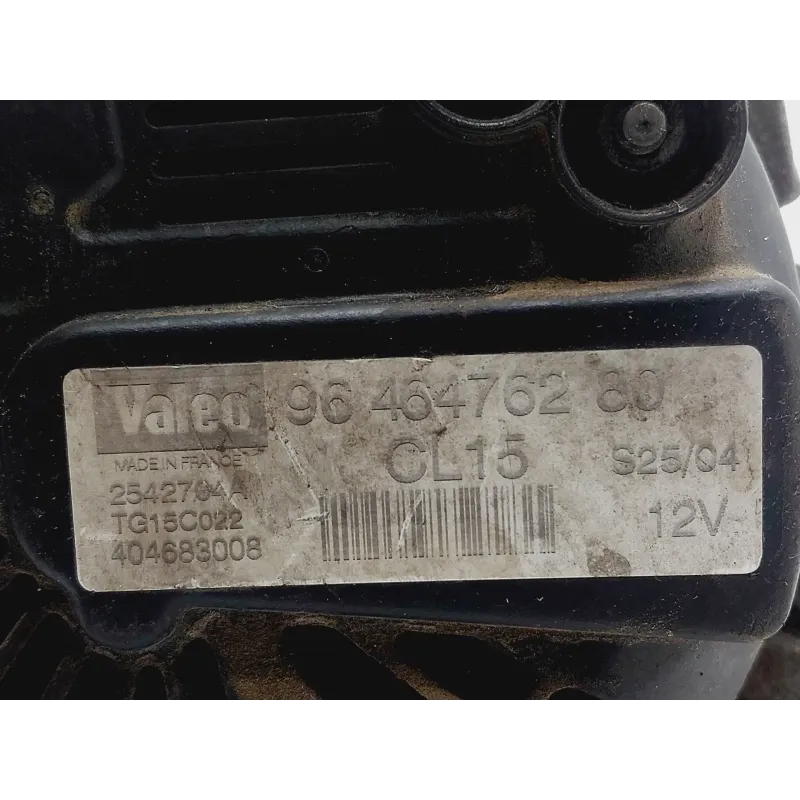 Valeo 96 464762 80
MADE IN FRANCE CL15 S25/04
2542704A
TG15C022 12V
404683008